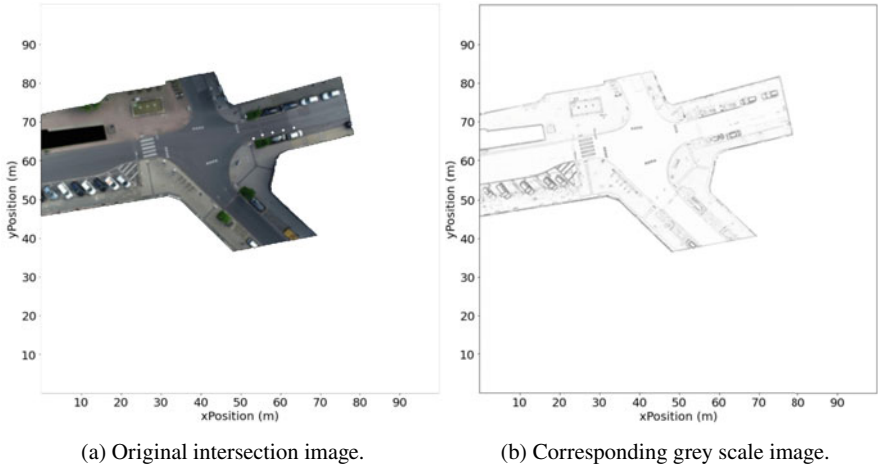 90
80
70
60
50
40
30
20
10
yPosition (m)
10 20 30 40 50 60 70 80 90
xPosition (m)
(a) Original intersection image.
90
80
70
60
50
40
30
20
10
yPosition (m)
10 20 30 40 50 60 70 80 90
xPosition (m)
(b) Corresponding grey scale image.